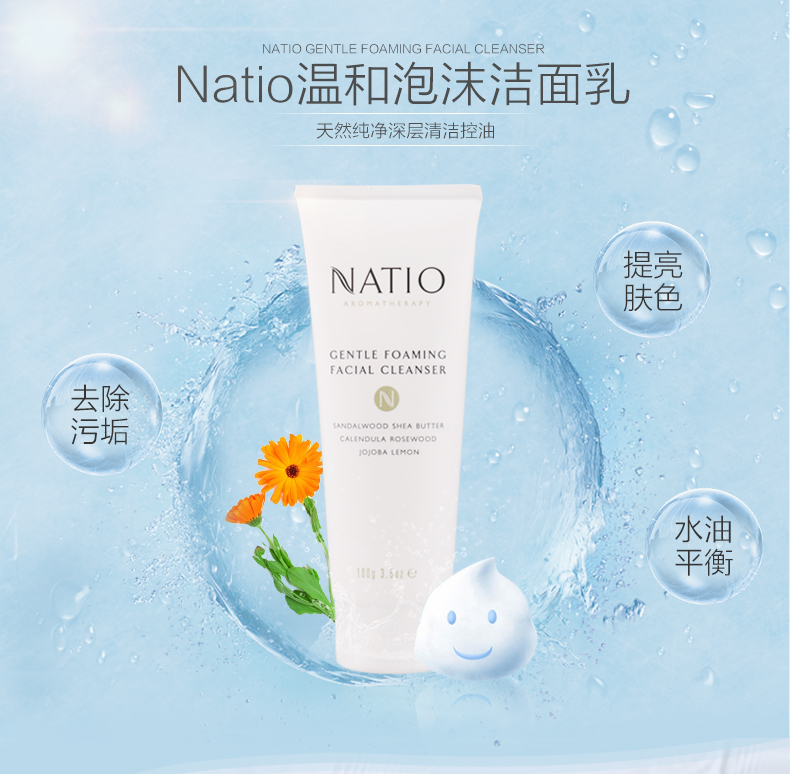 NATIO GENTLE FOAMING FACIAL CLEANSER
Natio温和泡沫洁面乳
天然纯净深层清洁控油
提亮
肤色
去除
污垢
水油
平衡
NATIO
AROMATHERAPY
GENTLE FOAMING
FACIAL CLEANSER
N
SANDALWOOD SHEA BUTTER
CALENDULA ROSEWOOD
JOJOBA LEMON
100g 3.5oz ℮